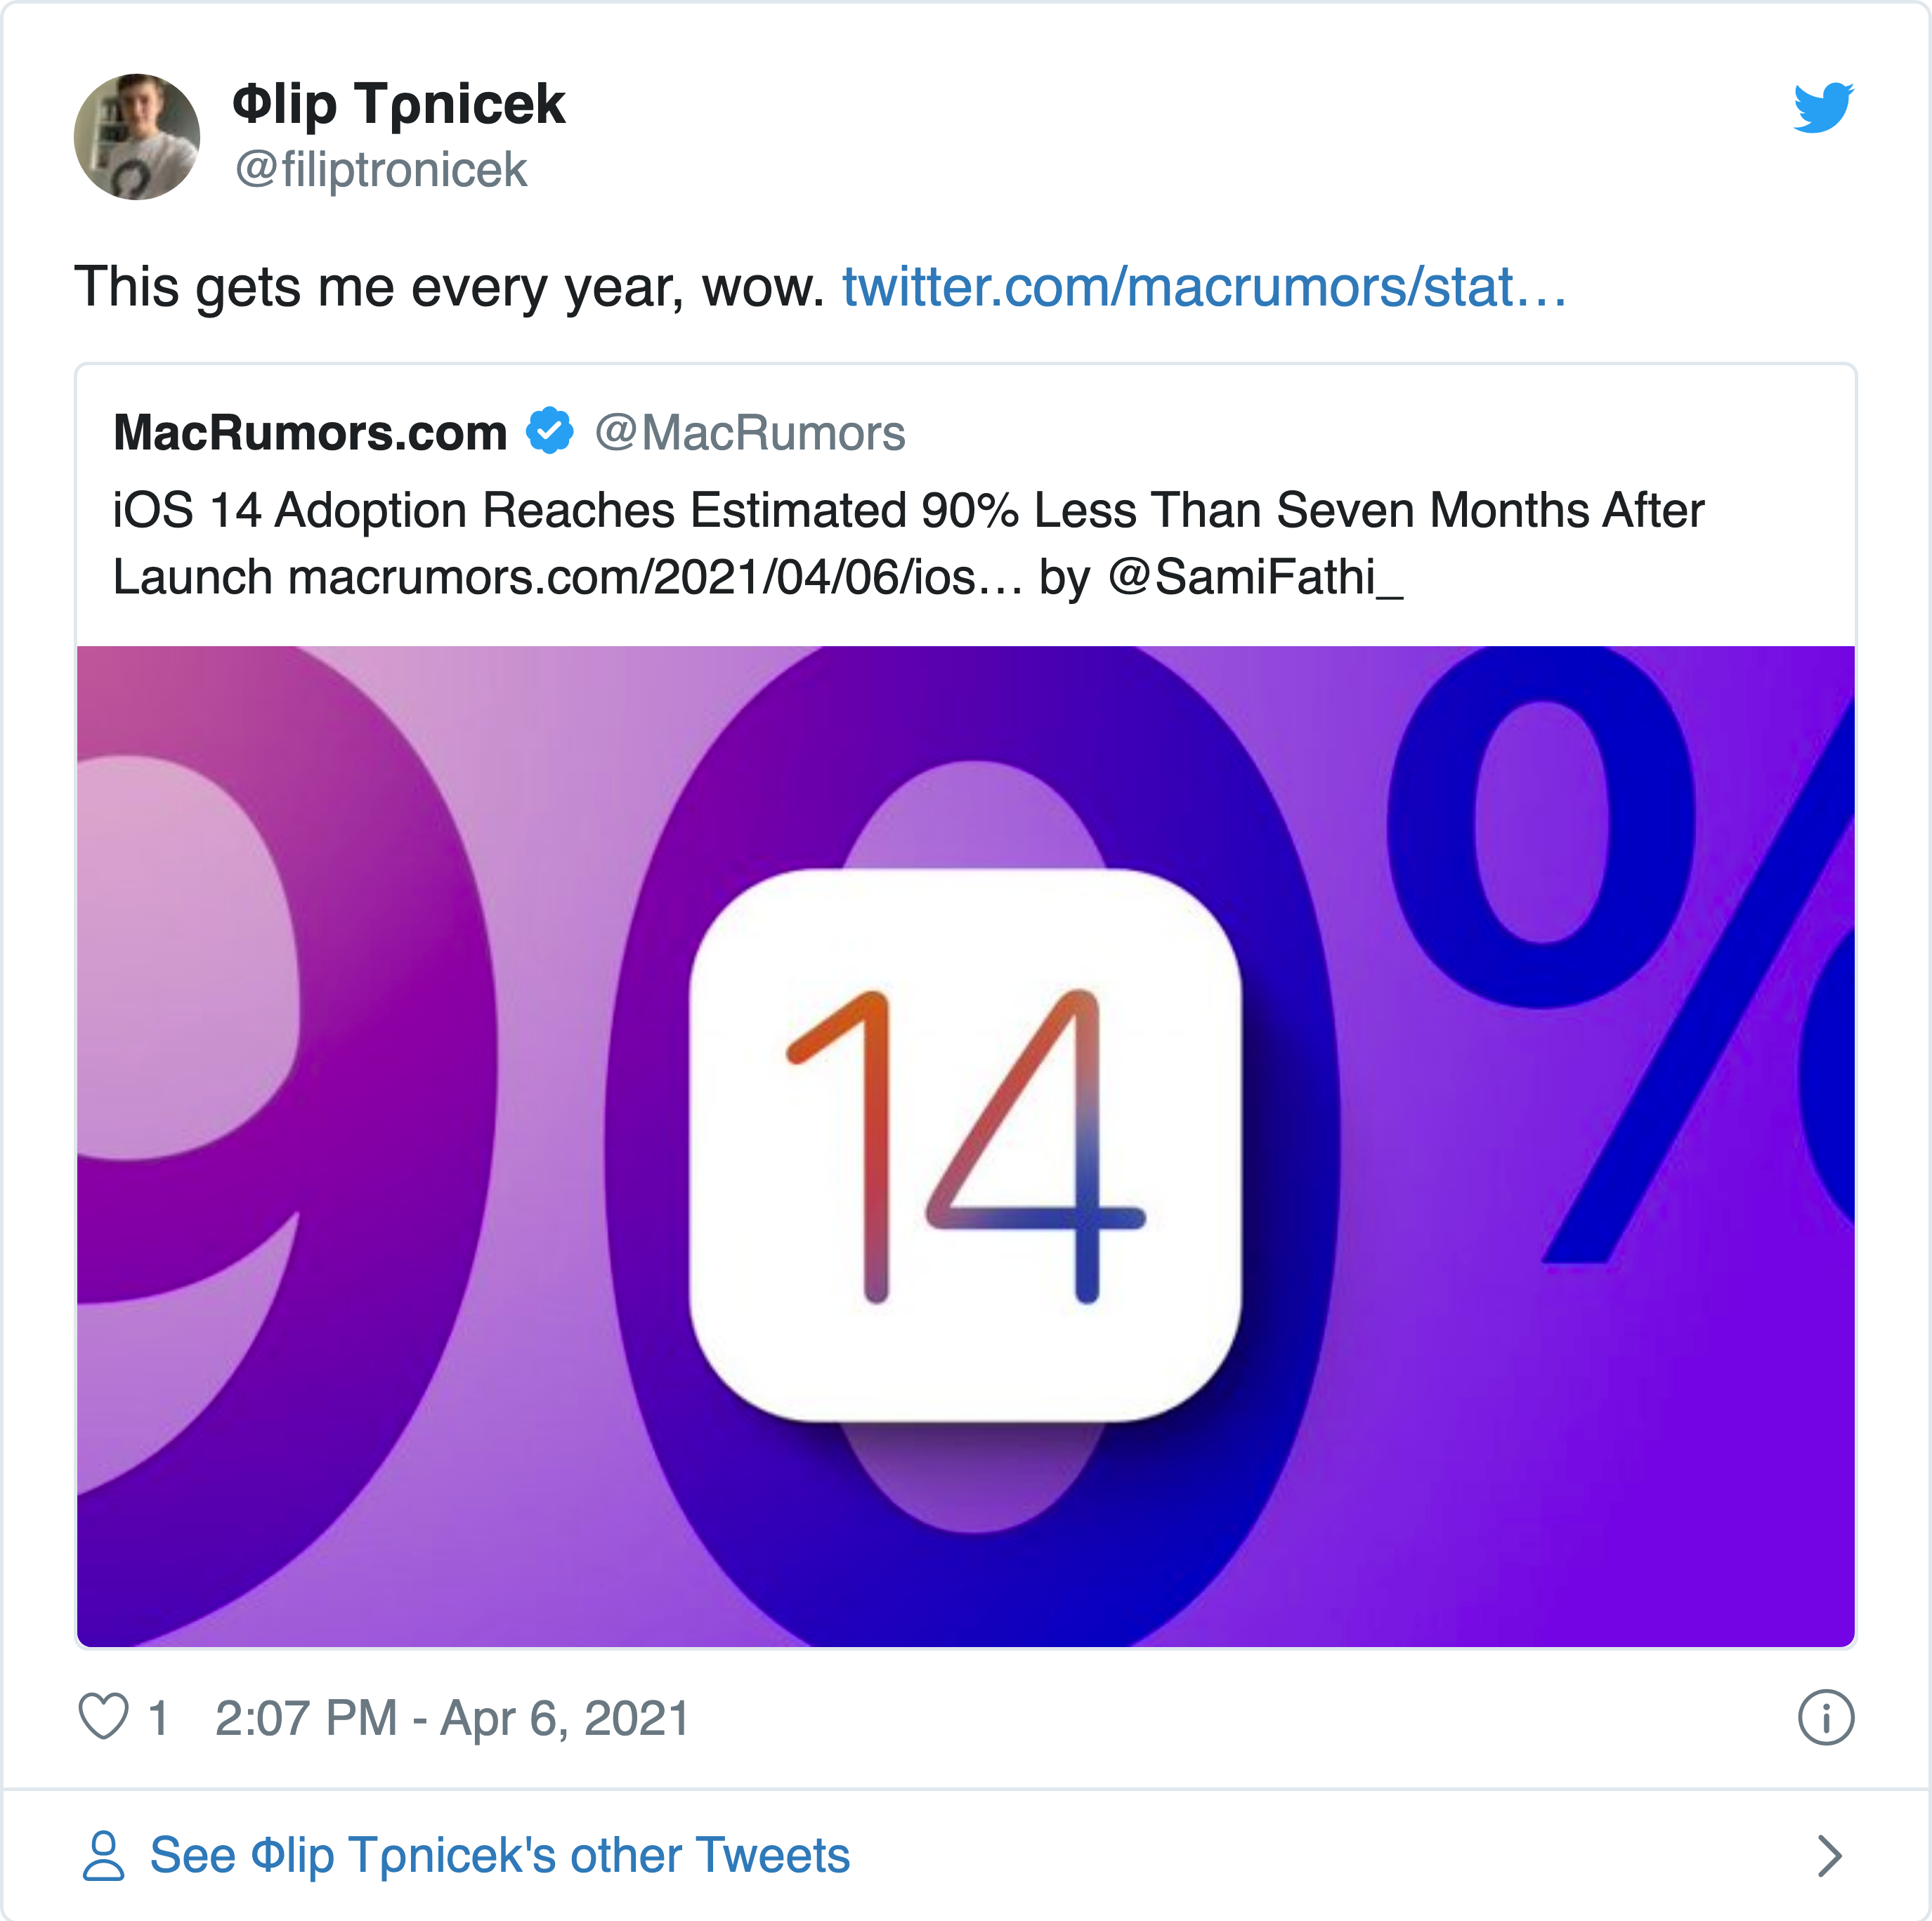 Φlip Tρnicek
@filiptronicek
This gets me every year, wow. twitter.com/macrumors/stat…
MacRumors.com @MacRumors
iOS 14 Adoption Reaches Estimated 90% Less Than Seven Months After
Launch macrumors.com/2021/04/06/ios… by @SamiFathi_
90%
14
1 2:07 PM - Apr 6, 2021
See Φlip Tρnicek's other Tweets